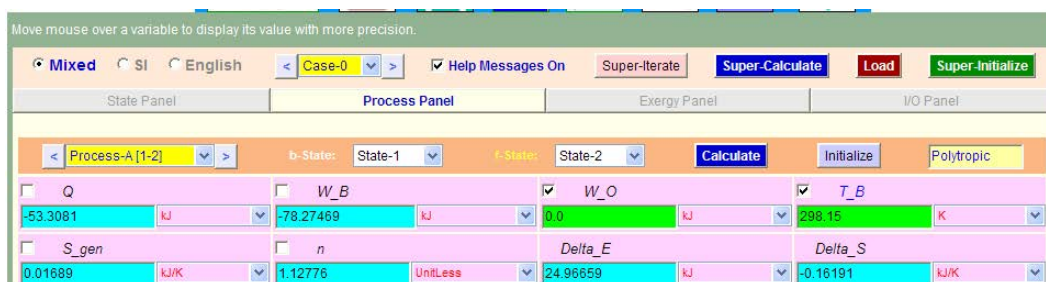 Move mouse over a variable to display its value with more precision.
Mixed SI English < Case-0 > Help Messages On Super-Iterate Super-Calculate Load Super-Initialize
State Panel Process Panel Exergy Panel I/O Panel
< Process-A [1-2] > b-State: State-1 f-State: State-2 Calculate Initialize Polytropic
Q W_B W_O T_B
-53.3081 kJ -78.27469 kJ 0.0 kJ 298.15 K
S_gen n Delta_E Delta_S
0.01689 kJ/K 1.12776 UnitLess 24.96659 kJ -0.16191 kJ/K